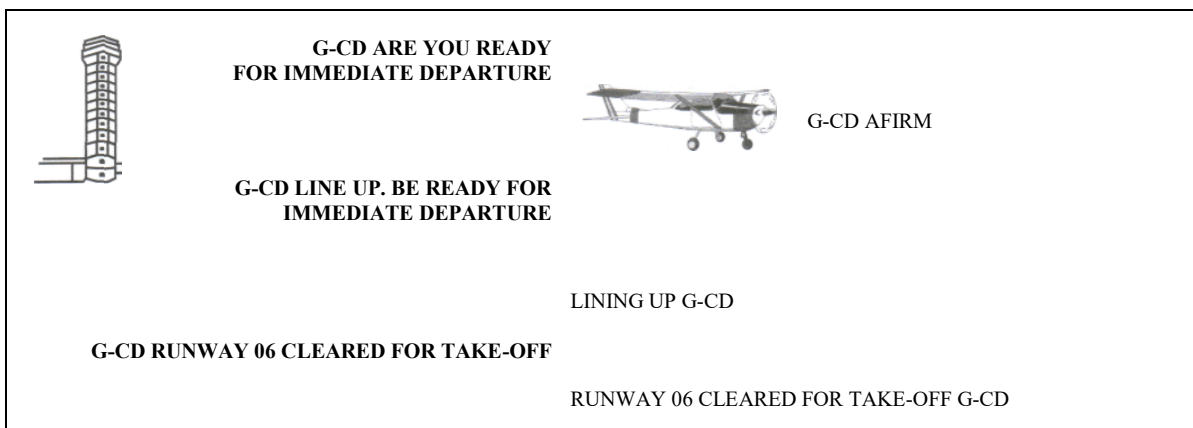 G-CD ARE YOU READY
FOR IMMEDIATE DEPARTURE
G-CD AFIRM
G-CD LINE UP. BE READY FOR
IMMEDIATE DEPARTURE
LINING UP G-CD
G-CD RUNWAY 06 CLEARED FOR TAKE-OFF
RUNWAY 06 CLEARED FOR TAKE-OFF G-CD